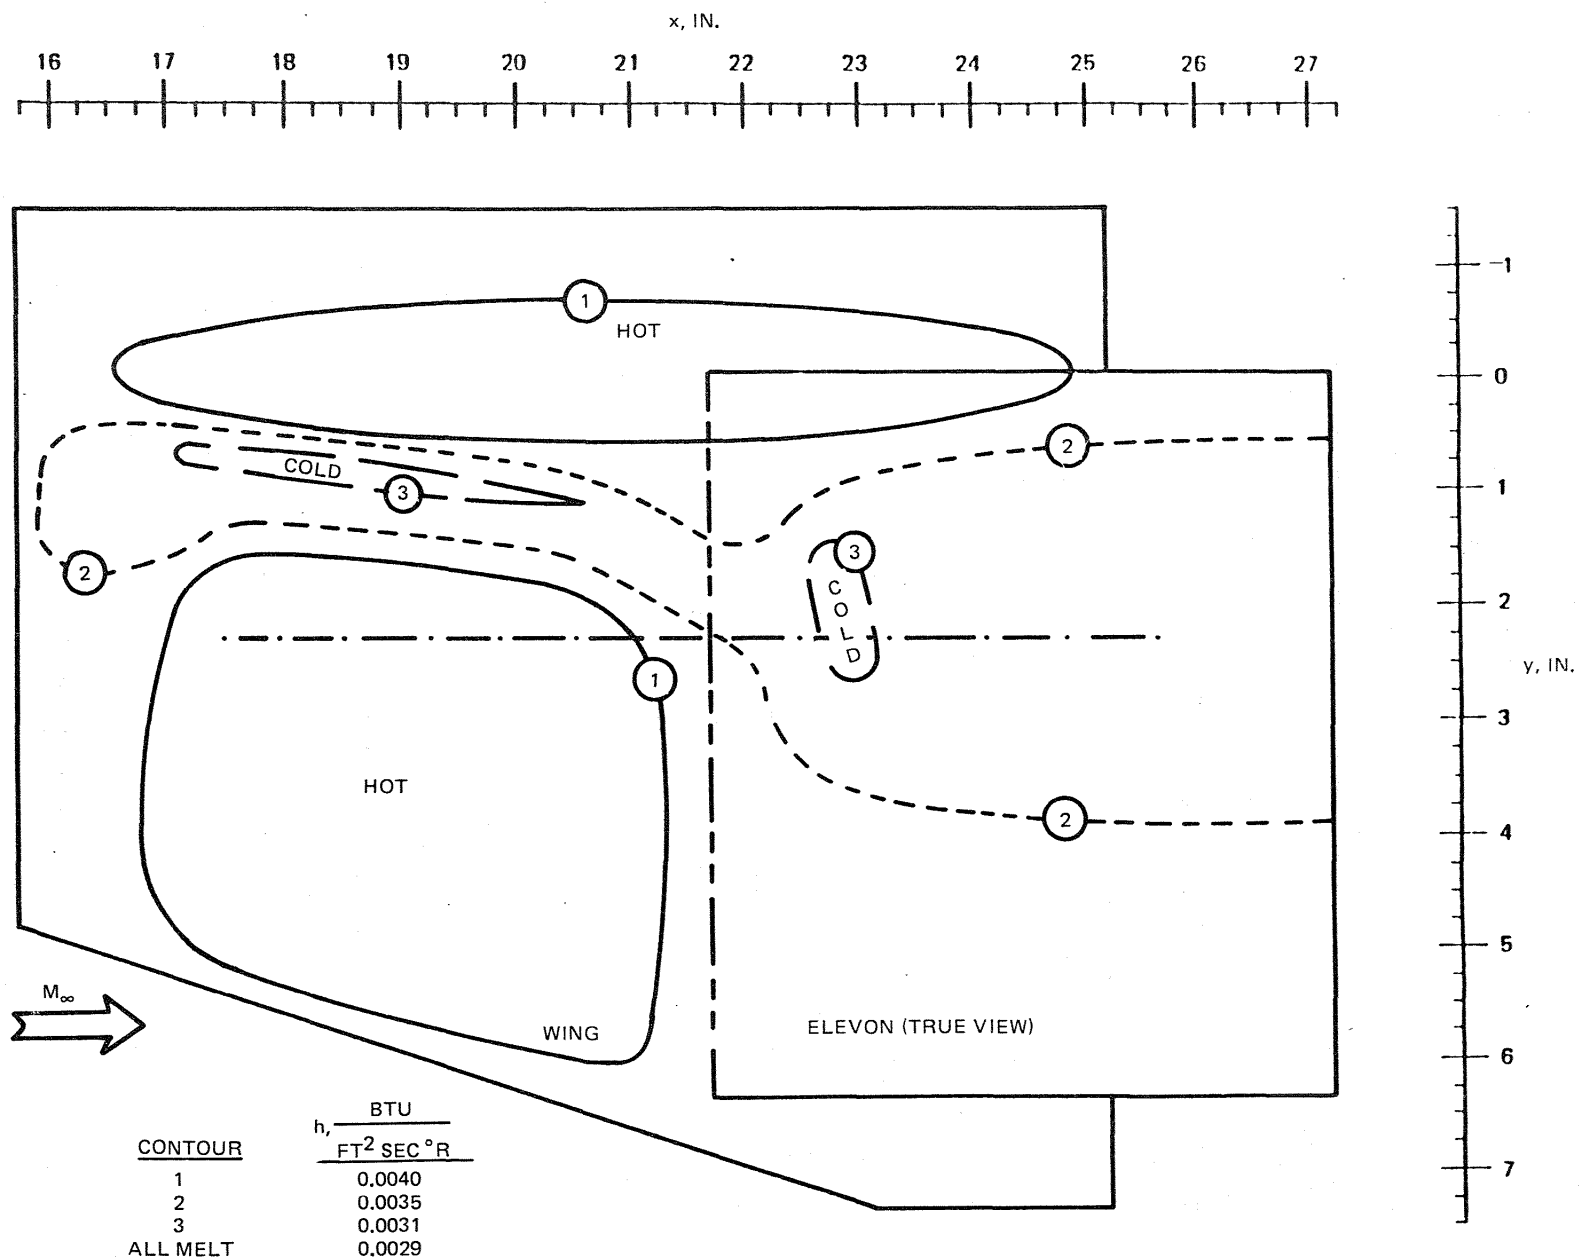 x, IN.
16 17 18 19 20 21 22 23 24 25 26 27
-1
1
HOT
0
2
COLD
3
1
3
2
COLD
2
1
y, IN.
3
HOT
2
4
5
M∞
WING
ELEVON (TRUE VIEW)
6
h, BTU
CONTOUR FT² SEC °R
7
1 0.0040
2 0.0035
3 0.0031
ALL MELT 0.0029